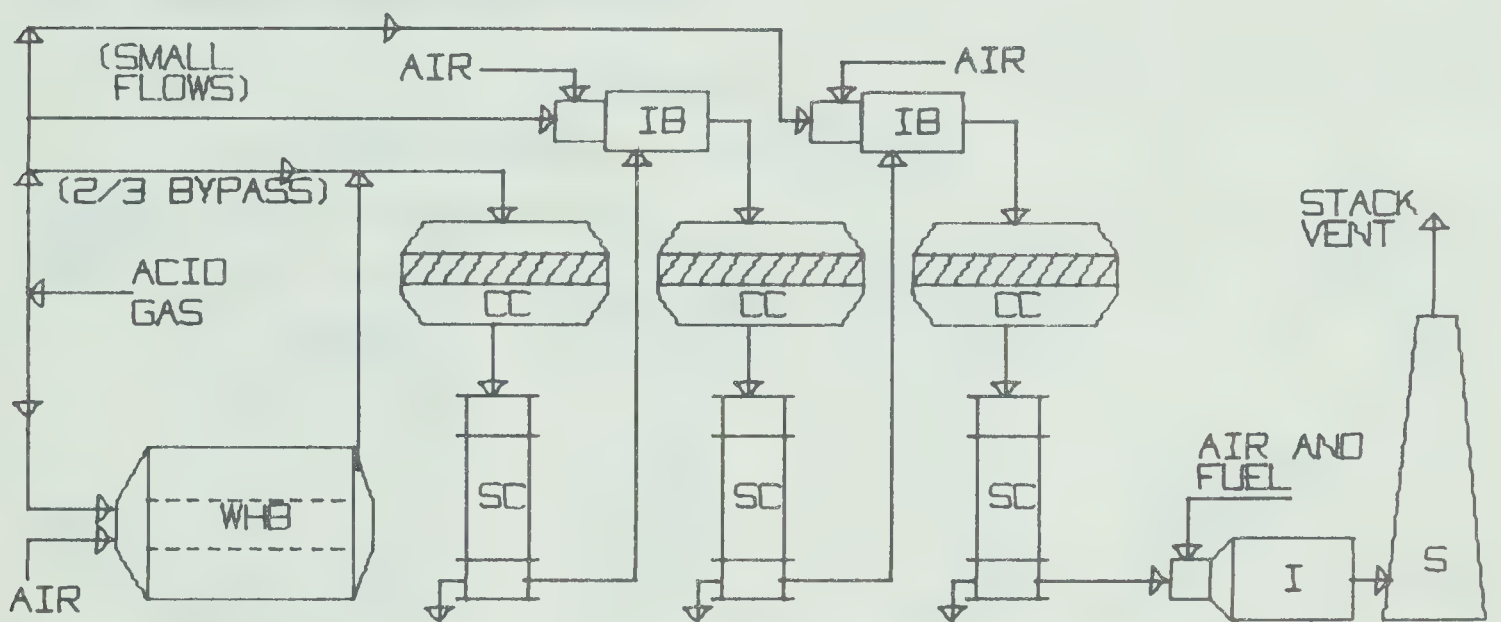 (SMALL
FLOWS)
AIR
IB
AIR
IB
(2/3 BYPASS)
STACK
VENT
ACID
GAS
CC
CC
CC
AIR AND
FUEL
WHB
SC
SC
SC
AIR
I
S